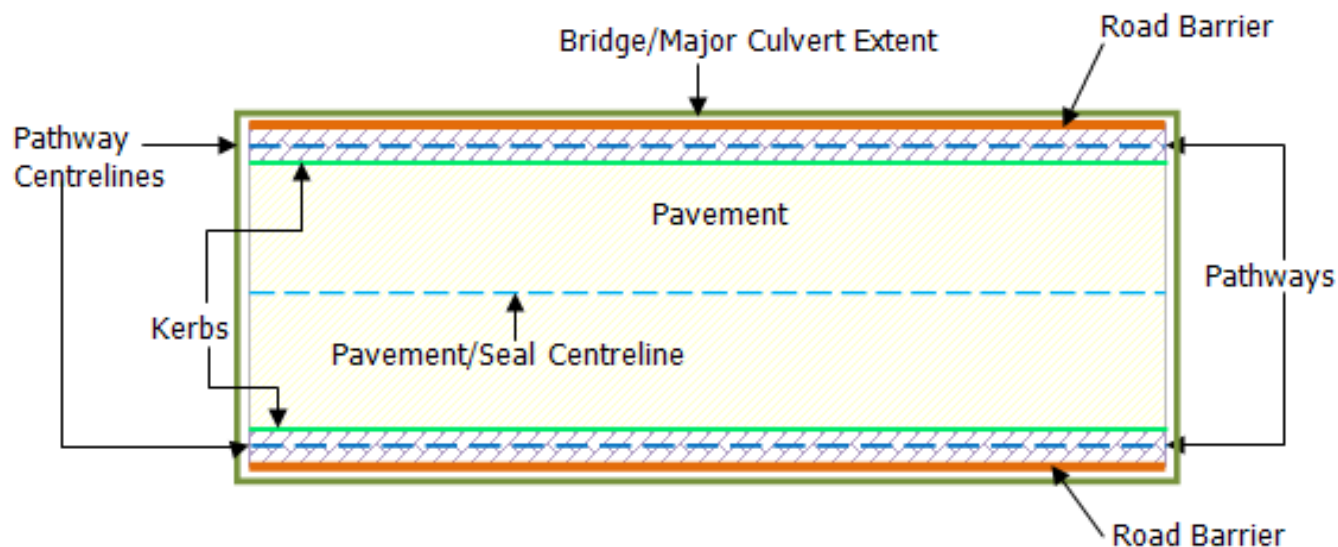 Road Barrier
Bridge/Major Culvert Extent
Pathway
Centrelines
Pavement
Pathways
Kerbs
Pavement/Seal Centreline
Road Barrier